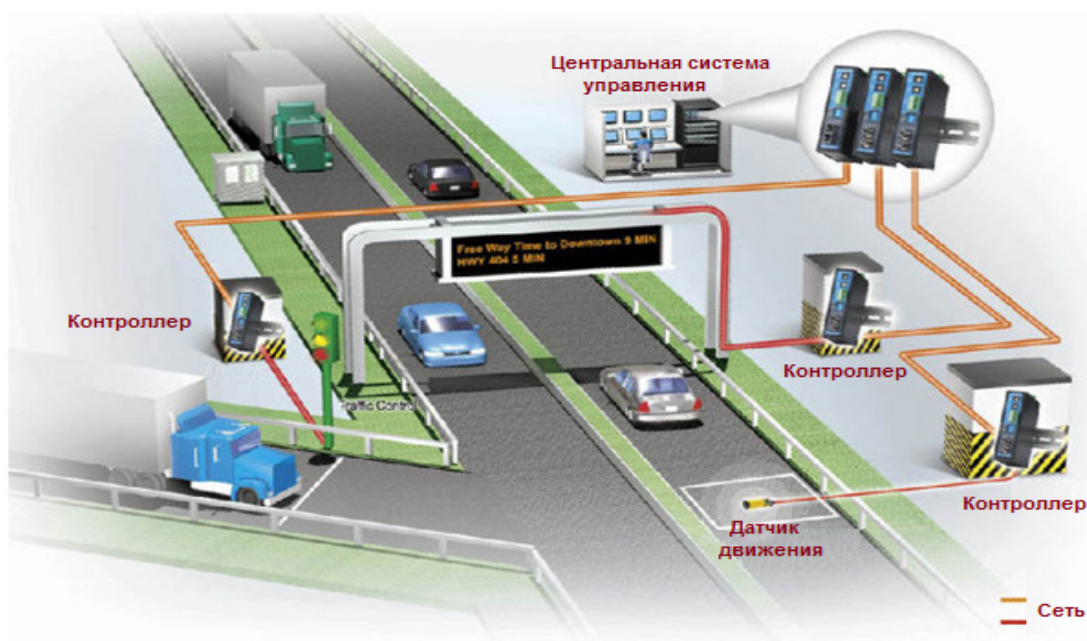 Центральная система
управления
Free Way Time to Downtown 9 MIN
HWY 404 5 MIN
Контроллер
Контроллер
Traffic Control
Контроллер
Датчик
движения
Сеть